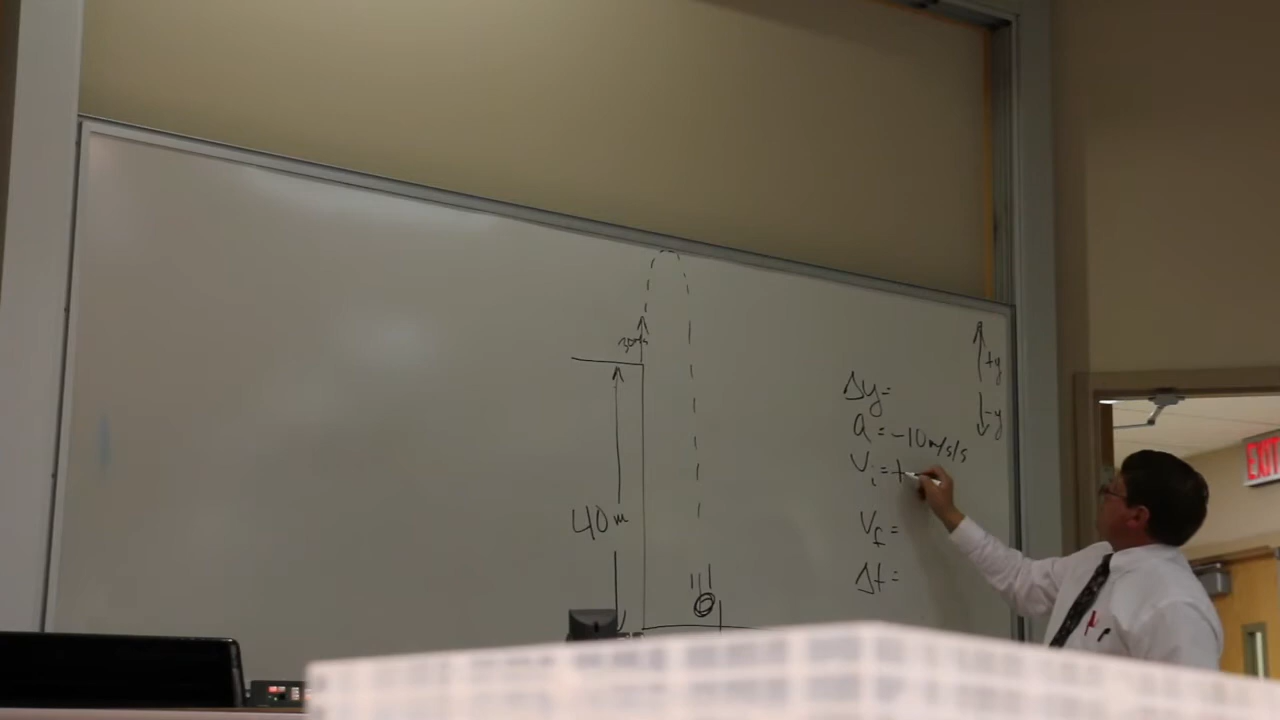 +y
-y
Δy=
a = -10 m/s/s
Vi = +
Vf =
Δt =
40 m
EXIT